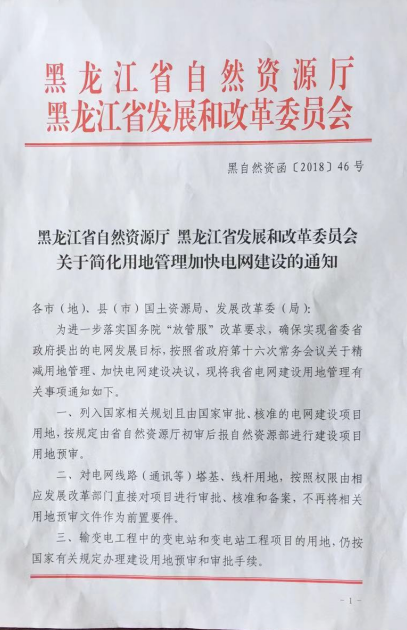 黑龙江省自然资源厅
黑龙江省发展和改革委员会
黑自然资函〔2018〕46号
黑龙江省自然资源厅 黑龙江省发展和改革委员会
关于简化用地管理加快电网建设的通知
各市（地）、县（市）国土资源局、发展改革委（局）：
为进一步落实国务院“放管服”改革要求，确保实现省委省
政府提出的电网发展目标，按照省政府第十六次常务会议关于精
减用地管理、加快电网建设决议，现将我省电网建设用地管理有
关事项通知如下。
一、列入国家相关规划且由国家审批、核准的电网建设项目
用地，按规定由省自然资源厅初审后报自然资源部进行建设项目
用地预审。
二、对电网线路（通讯等）塔基、线杆用地，按照权限由相
应发展改革部门直接对项目进行审批、核准和备案，不再将相关
用地预审文件作为前置要件。
三、输变电工程中的变电站和变电站工程项目的用地，仍按
国家有关规定办理建设用地预审和审批手续。
- 1 -